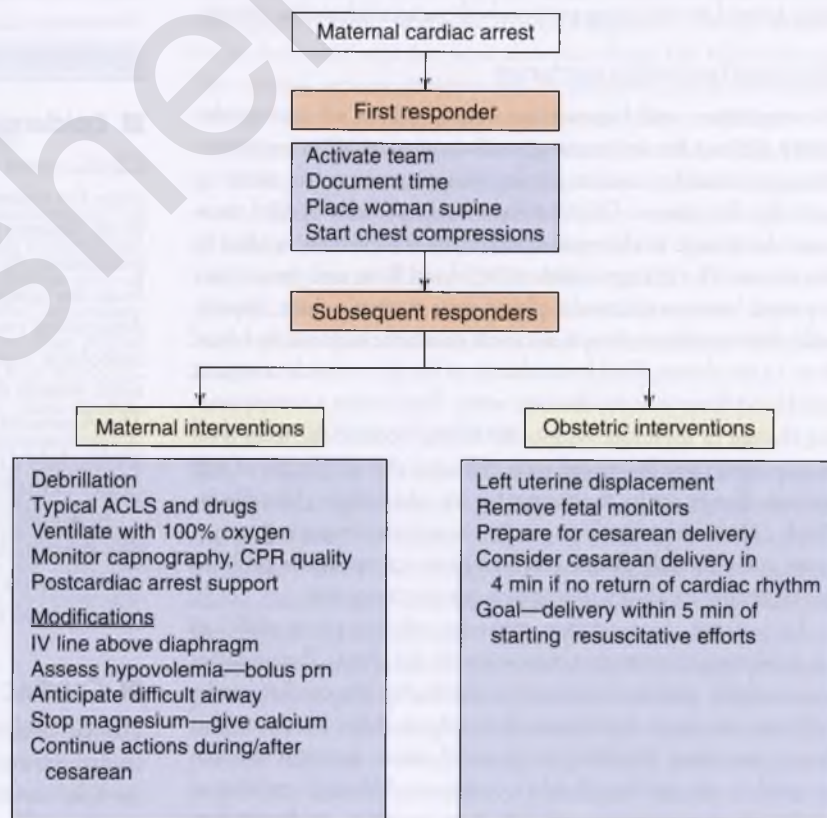 Maternal cardiac arrest
First responder
Activate team
Document time
Place woman supine
Start chest compressions
Subsequent responders
Maternal interventions
Debrillation
Typical ACLS and drugs
Ventilate with 100% oxygen
Monitor capnography, CPR quality
Postcardiac arrest support
Modifications
IV line above diaphragm
Assess hypovolemia—bolus prn
Anticipate difficult airway
Stop magnesium—give calcium
Continue actions during/after
cesarean
Obstetric interventions
Left uterine displacement
Remove fetal monitors
Prepare for cesarean delivery
Consider cesarean delivery in
4 min if no return of cardiac rhythm
Goal—delivery within 5 min of
starting resuscitative efforts